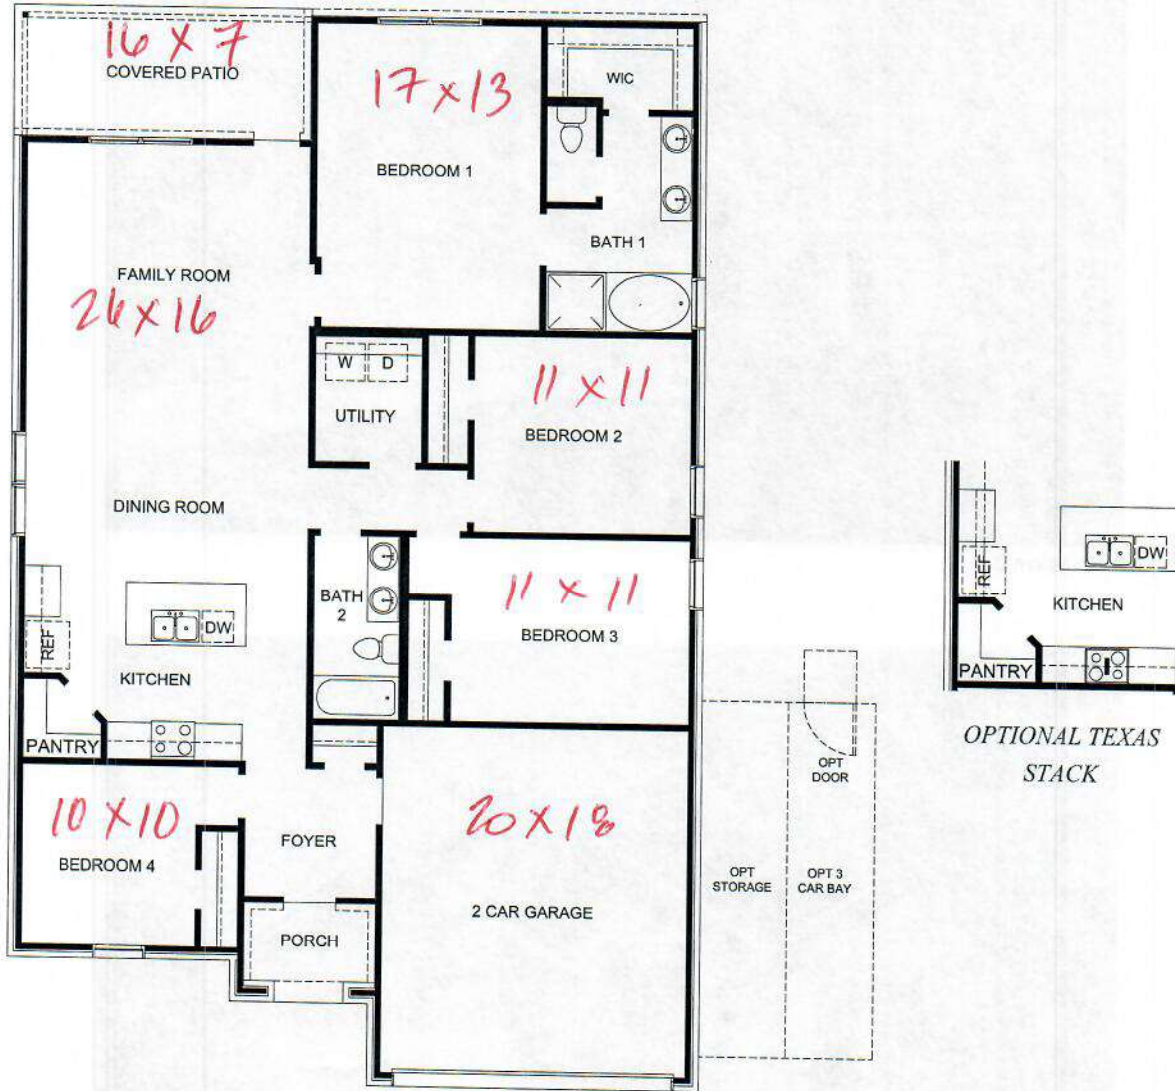 16 X 7
COVERED PATIO
17 x 13
WIC
BEDROOM 1
BATH 1
FAMILY ROOM
26 X 16
W D
UTILITY
11 X 11
BEDROOM 2
DINING ROOM
BATH
2
11 X 11
BEDROOM 3
REF
DW
KITCHEN
PANTRY
10 X 10
BEDROOM 4
FOYER
PORCH
20 X 18
2 CAR GARAGE
OPT
STORAGE
OPT
DOOR
OPT 3
CAR BAY
REF
DW
KITCHEN
PANTRY
OPTIONAL TEXAS
STACK